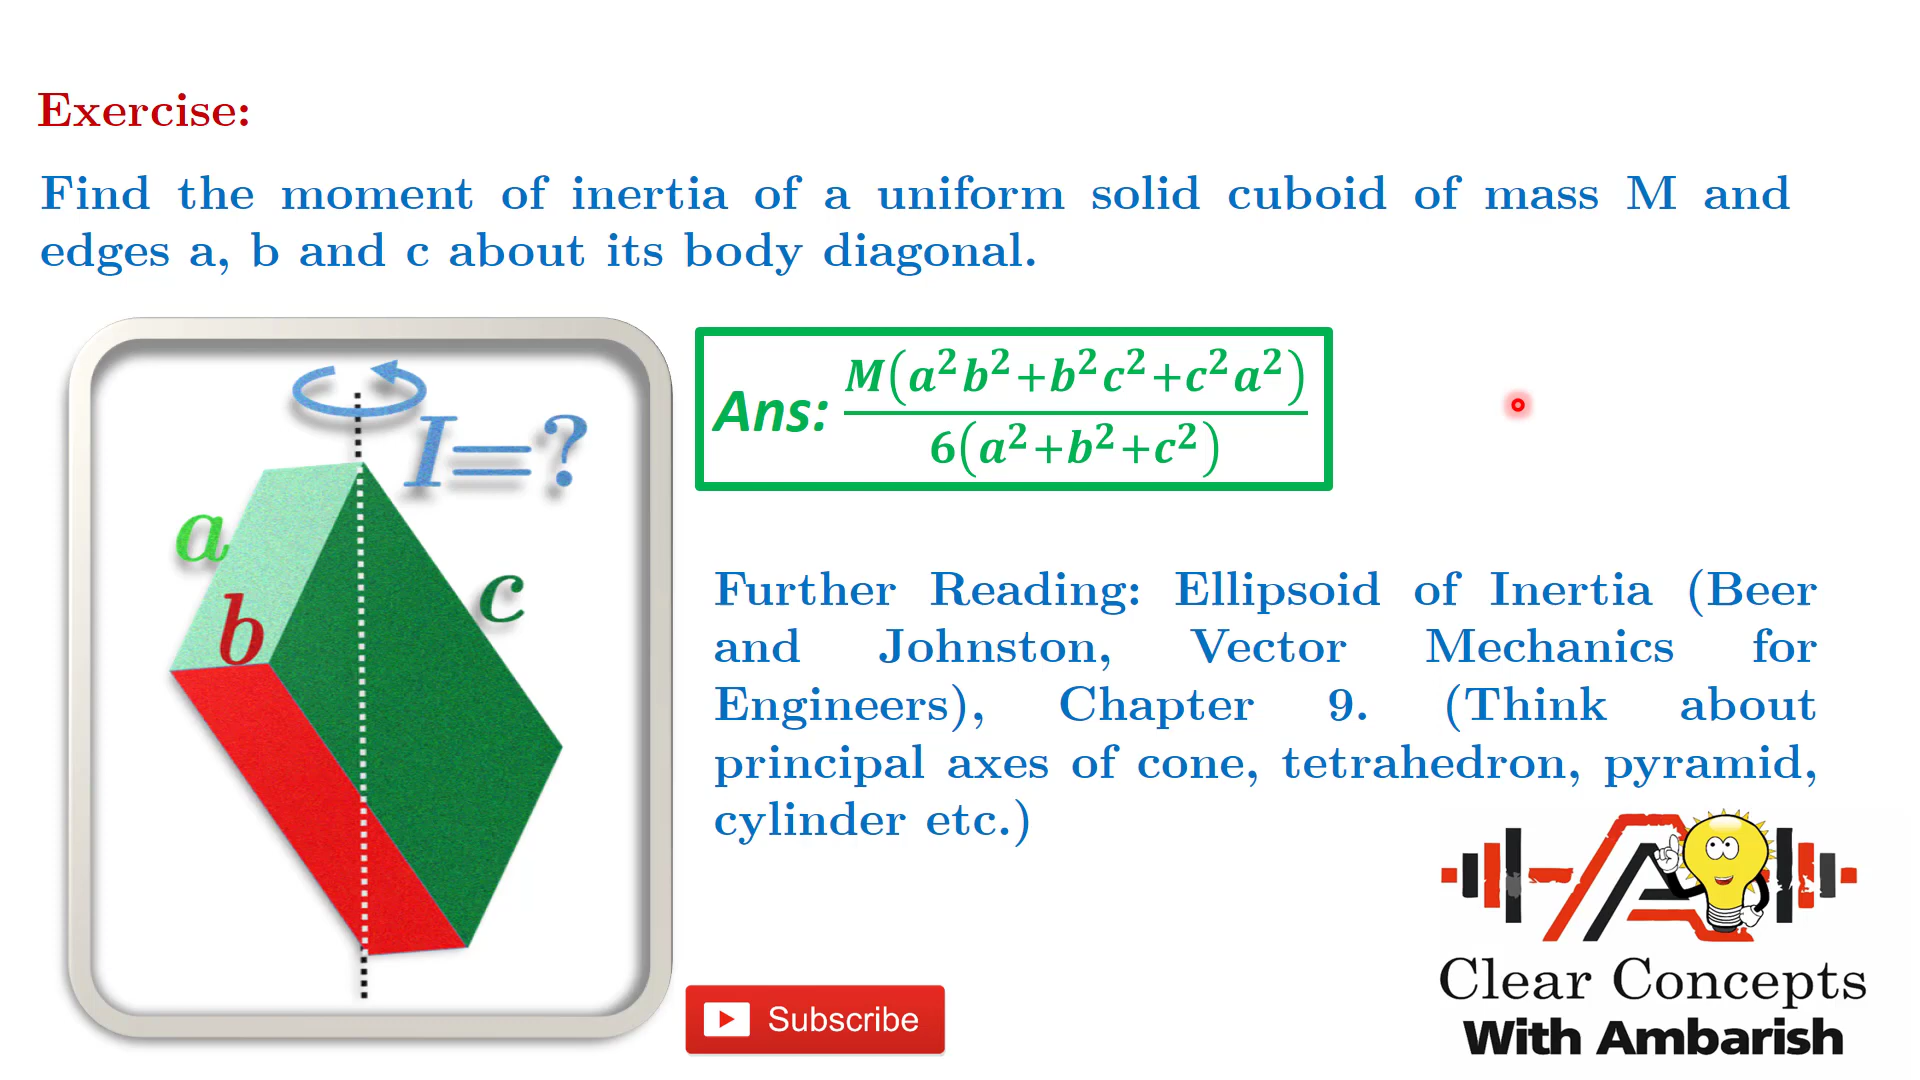 Exercise:
Find the moment of inertia of a uniform solid cuboid of mass M and
edges a, b and c about its body diagonal.
I=?
a
b
c
Ans: M(a²b²+b²c²+c²a²)/6(a²+b²+c²)
Further Reading: Ellipsoid of Inertia (Beer
and Johnston, Vector Mechanics for
Engineers), Chapter 9. (Think about
principal axes of cone, tetrahedron, pyramid,
cylinder etc.)
Subscribe
Clear Concepts
With Ambarish